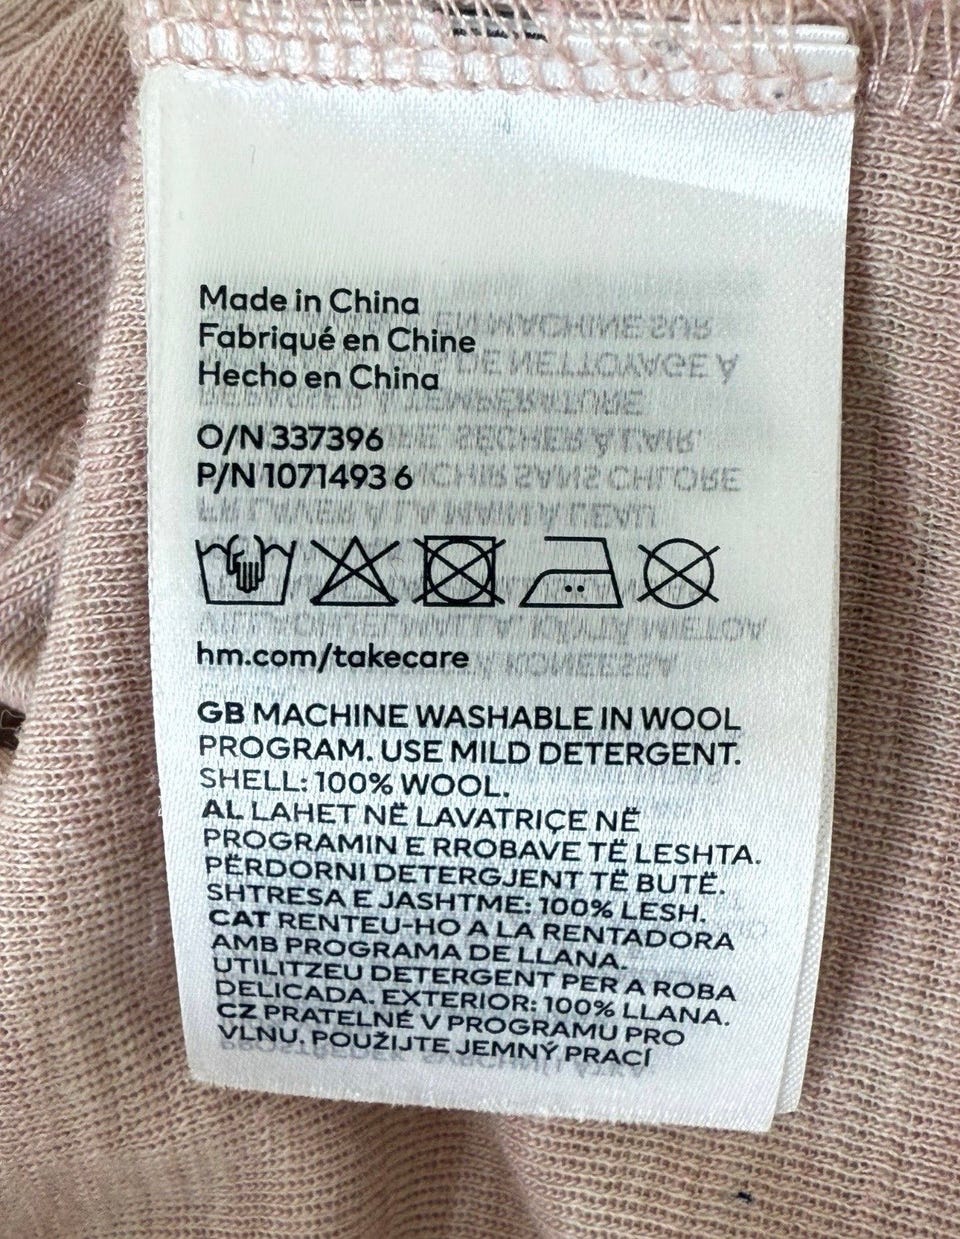 Made in China
Fabriqué en Chine
Hecho en China
O/N 337396
P/N 1071493 6
hm.com/takecare
GB MACHINE WASHABLE IN WOOL
PROGRAM. USE MILD DETERGENT.
SHELL: 100% WOOL.
AL LAHET NË LAVATRIÇE NË
PROGRAMIN E RROBAVE TË LESHTA.
PËRDORNI DETERGJENT TË BUTË.
SHTRESA E JASHTME: 100% LESH.
CAT RENTEU-HO A LA RENTADORA
AMB PROGRAMA DE LLANA.
UTILITZEU DETERGENT PER A ROBA
DELICADA. EXTERIOR: 100% LLANA.
CZ PRATELNÉ V PROGRAMU PRO
VLNU. POUŽIJTE JEMNÝ PRACÍ